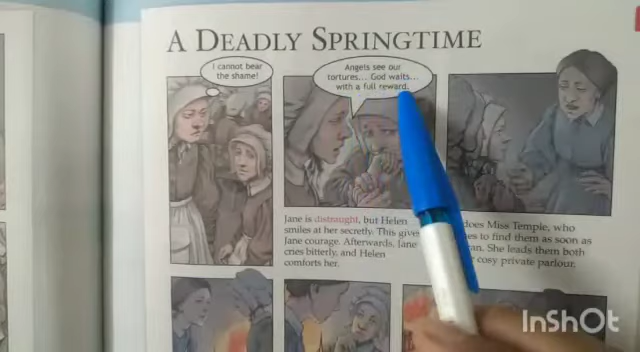 A DEADLY SPRINGTIME
I cannot bear
the shame!
Angels see our
tortures... God waits...
with a full reward.
Jane is distraught, but Helen
smiles at her secretly. This gives
Jane courage. Afterwards, Jane
cries bitterly, and Helen
comforts her.
does Miss Temple, who
to find them as soon as
She leads them both
cosy private parlour.
InShOt